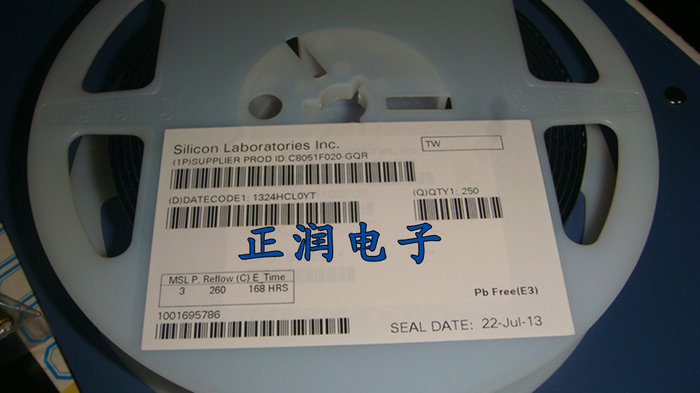 Silicon Laboratories Inc.
TW
(1P)SUPPLIER PROD ID C8051F020-GQR
(D)DATECODE1: 1324HCL0YT
(Q)QTY1: 250
正润电子
MSL P. Reflow (C) E_Time
3 260 168 HRS
Pb Free(E3)
1001695786
SEAL DATE: 22-Jul-13